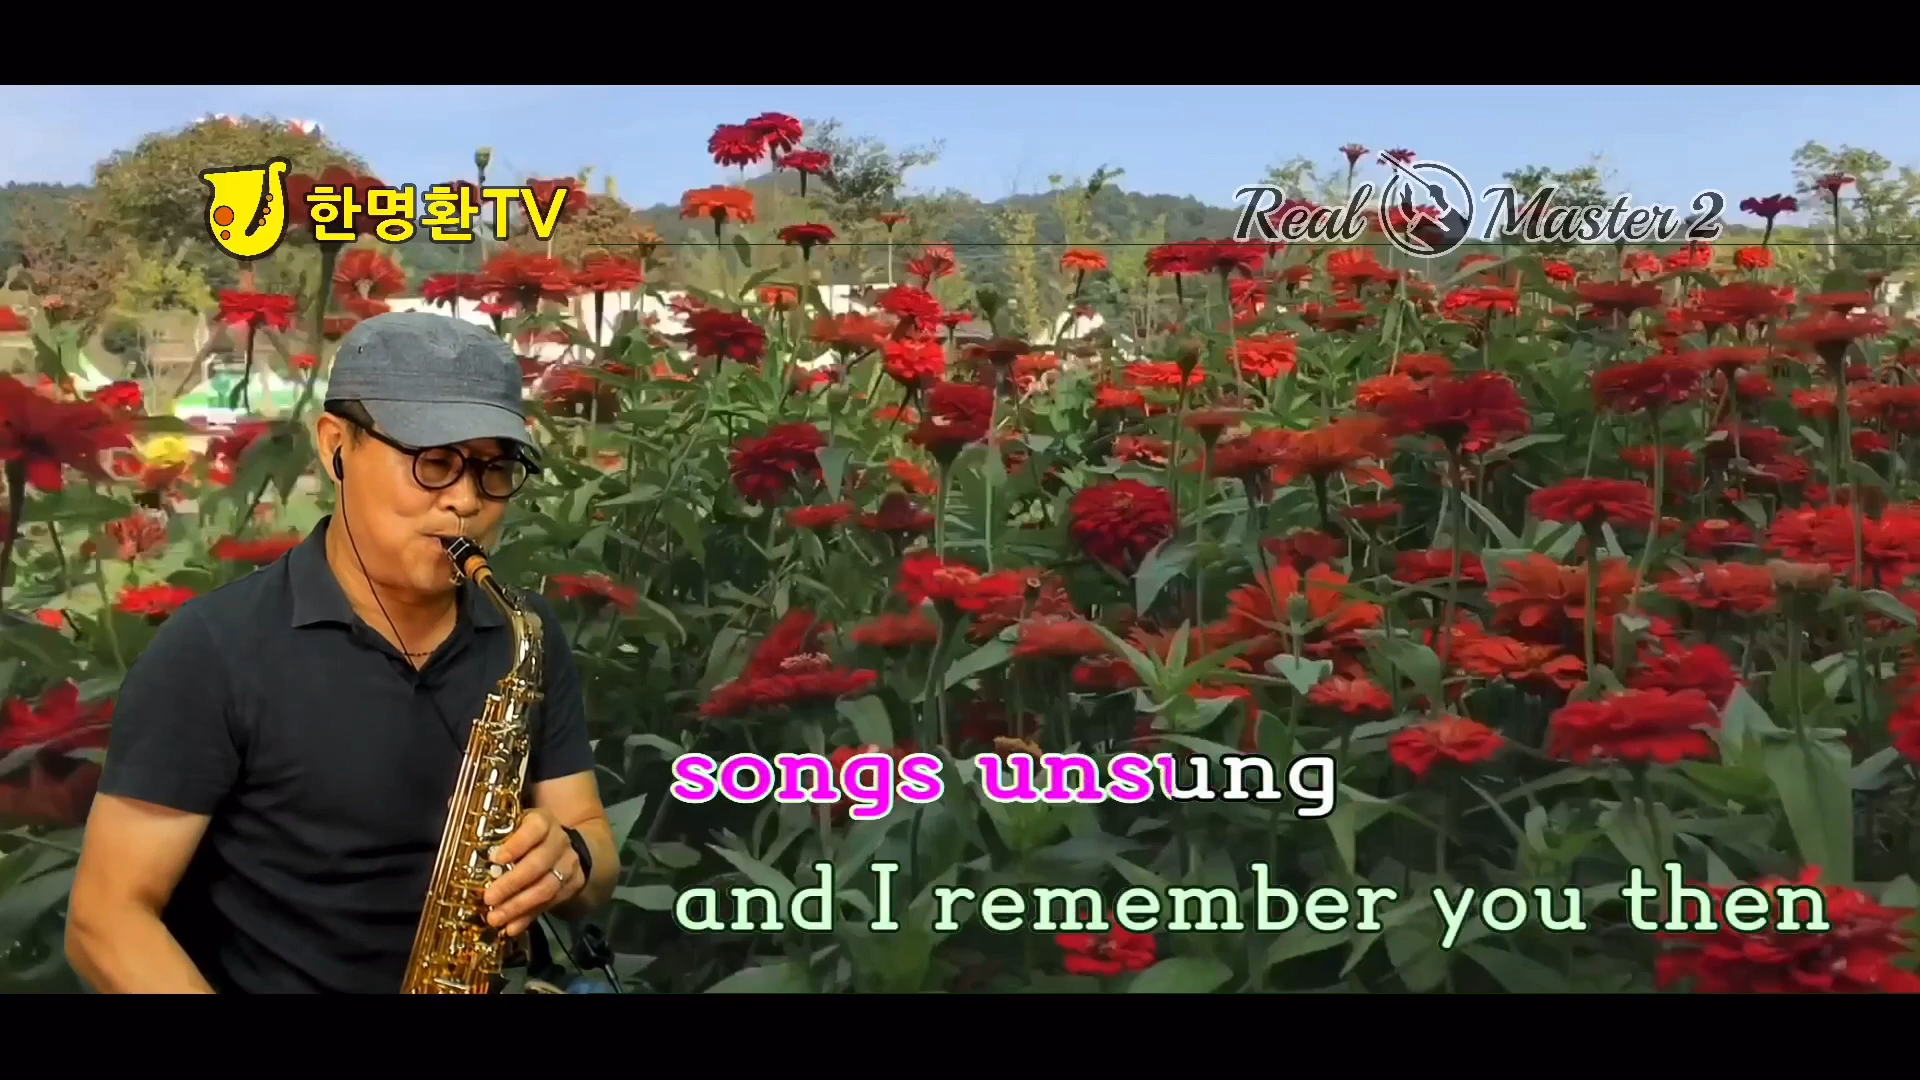 한명환TV
Real Master 2
songs unsung
and I remember you then